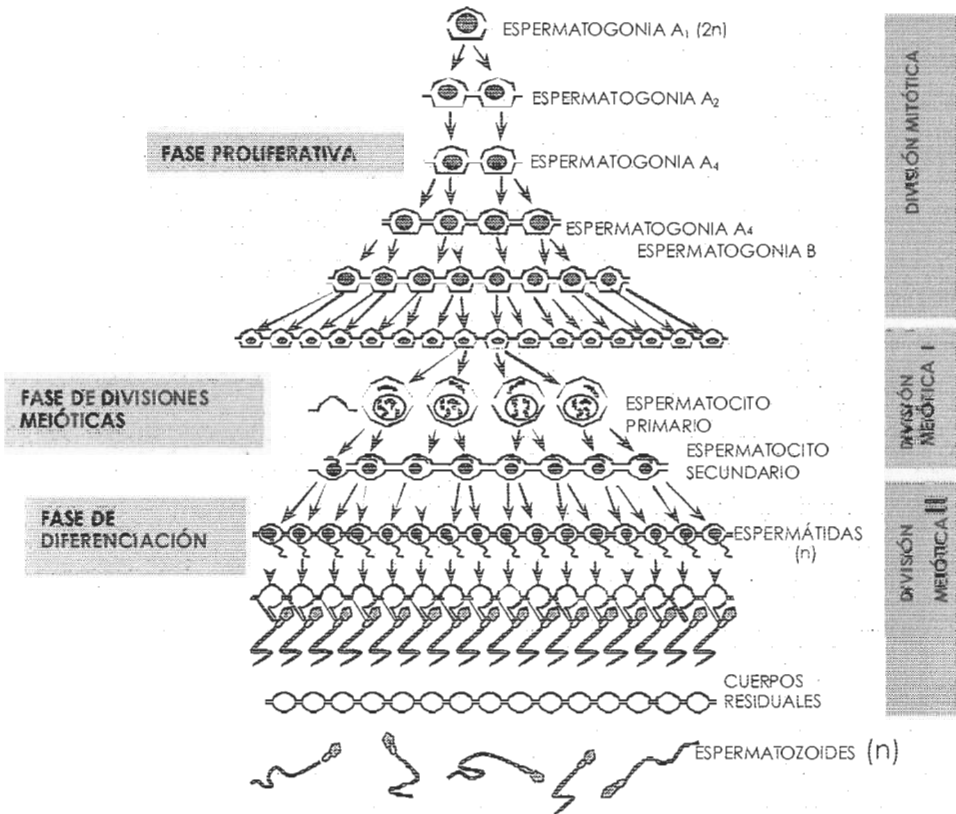 ESPERMATOGONIA A₁ (2n)
ESPERMATOGONIA A₂
FASE PROLIFERATIVA
ESPERMATOGONIA A₄
ESPERMATOGONIA A₄
ESPERMATOGONIA B
DIVISIÓN MITÓTICA
FASE DE DIVISIONES
MEIÓTICAS
ESPERMATOCITO
PRIMARIO
ESPERMATOCITO
SECUNDARIO
DIVISIÓN
MEIÓTICA I
FASE DE
DIFERENCIACIÓN
ESPERMÁTIDAS
(n)
DIVISIÓN
MEIÓTICA II
CUERPOS
RESIDUALES
ESPERMATOZOIDES (n)